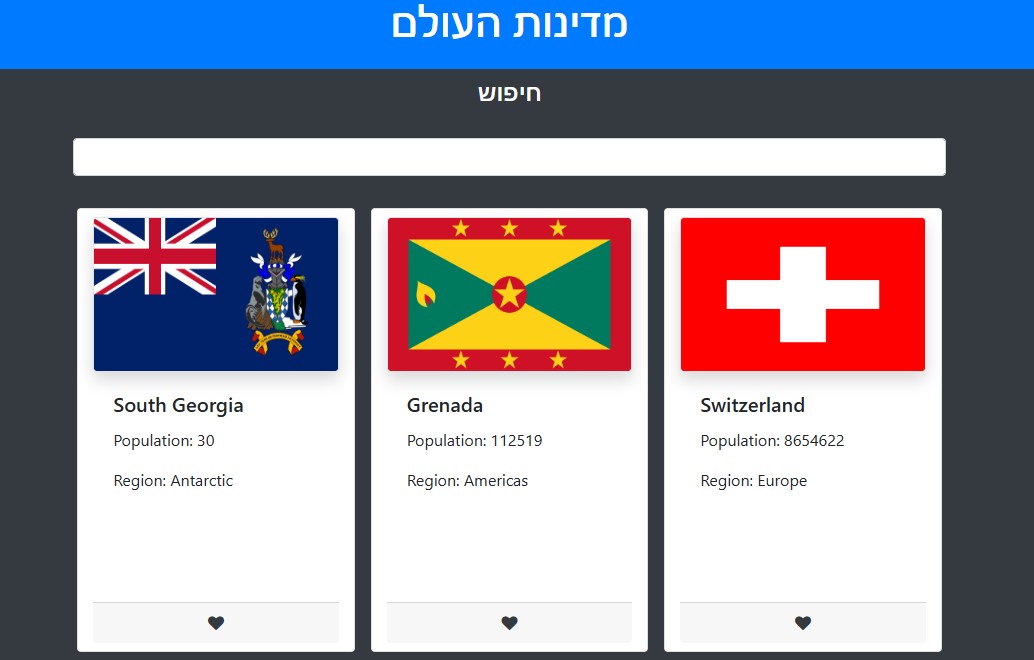 מדינות העולם
חיפוש
South Georgia
Population: 30
Region: Antarctic
Grenada
Population: 112519
Region: Americas
Switzerland
Population: 8654622
Region: Europe